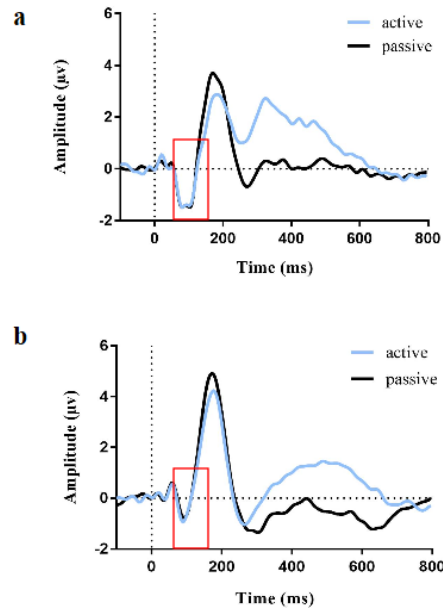 a
active
passive
Amplitude (μv)
6
4
2
0
-2
0
200
400
600
800
Time (ms)
b
active
passive
Amplitude (μv)
6
4
2
0
-2
0
200
400
600
800
Time (ms)